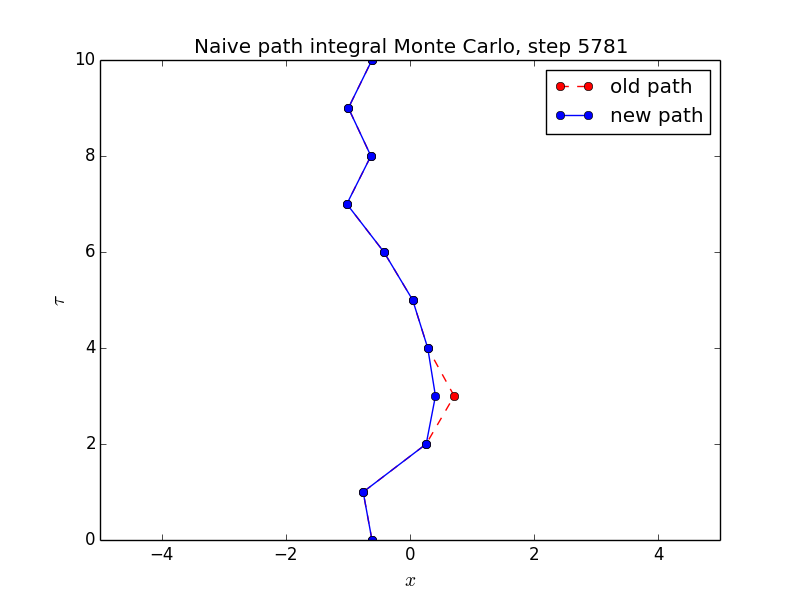 Naive path integral Monte Carlo, step 5781
old path
new path
10
8
6
4
2
0
τ
−4 −2 0 2 4
x